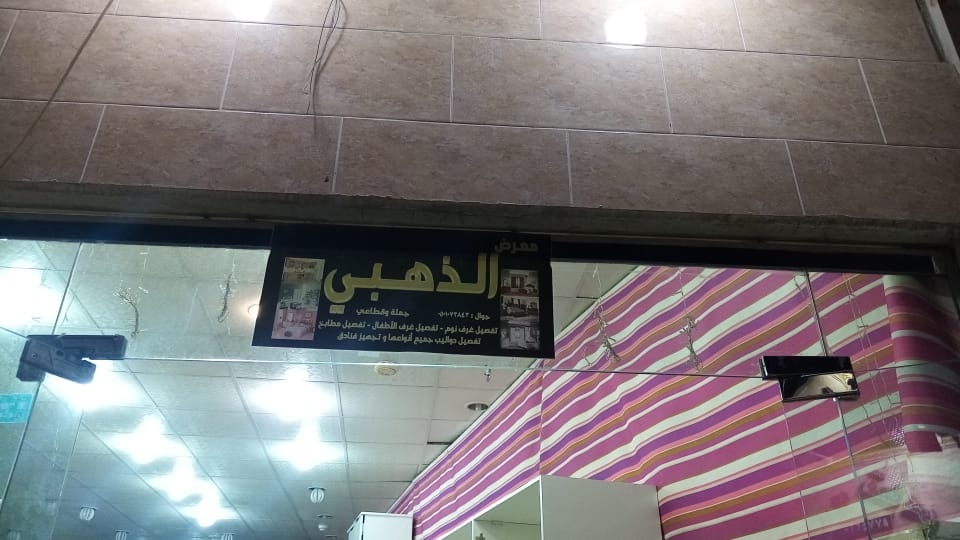 معرض
الذهبي
جملة وقطاعي
جوال : ٠٥٠١٠٧٢٨٤٣
تفصيل غرف نوم - تفصيل غرف الأطفال - تفصيل مطابخ
تفصيل دواليب جميع أنواعها و تجهيز فنادق